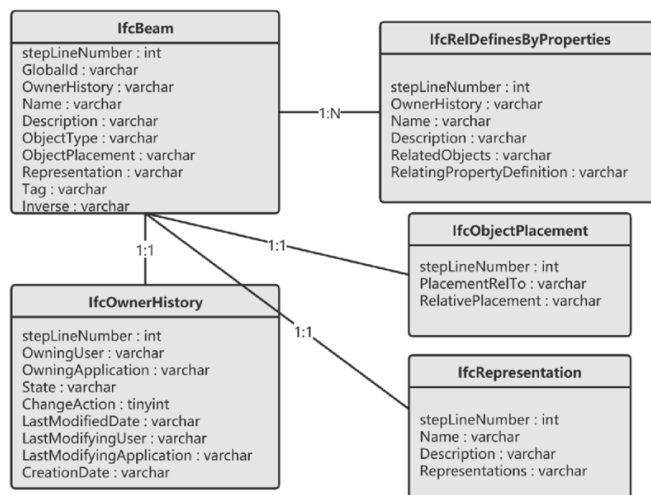 IfcBeam
stepLineNumber : int
GlobalId : varchar
OwnerHistory : varchar
Name : varchar
Description : varchar
ObjectType : varchar
ObjectPlacement : varchar
Representation : varchar
Tag : varchar
Inverse : varchar
1:N
IfcRelDefinesByProperties
stepLineNumber : int
OwnerHistory : varchar
Name : varchar
Description : varchar
RelatedObjects : varchar
RelatingPropertyDefinition : varchar
1:1
1:1
1:1
IfcObjectPlacement
stepLineNumber : int
PlacementRelTo : varchar
RelativePlacement : varchar
IfcOwnerHistory
stepLineNumber : int
OwningUser : varchar
OwningApplication : varchar
State : varchar
ChangeAction : tinyint
LastModifiedDate : varchar
LastModifyingUser : varchar
LastModifyingApplication : varchar
CreationDate : varchar
IfcRepresentation
stepLineNumber : int
Name : varchar
Description : varchar
Representations : varchar